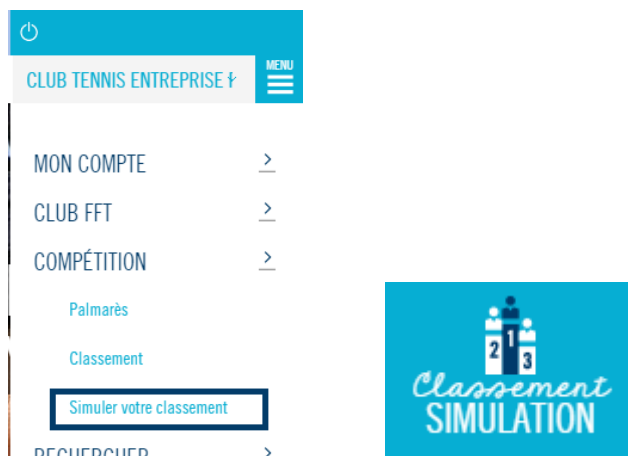 CLUB TENNIS ENTREPRISE
MENU
MON COMPTE >
CLUB FFT >
COMPÉTITION >
Palmarès
Classement
Simuler votre classement
RECHERCHER >
2 1 3
Classement
SIMULATION